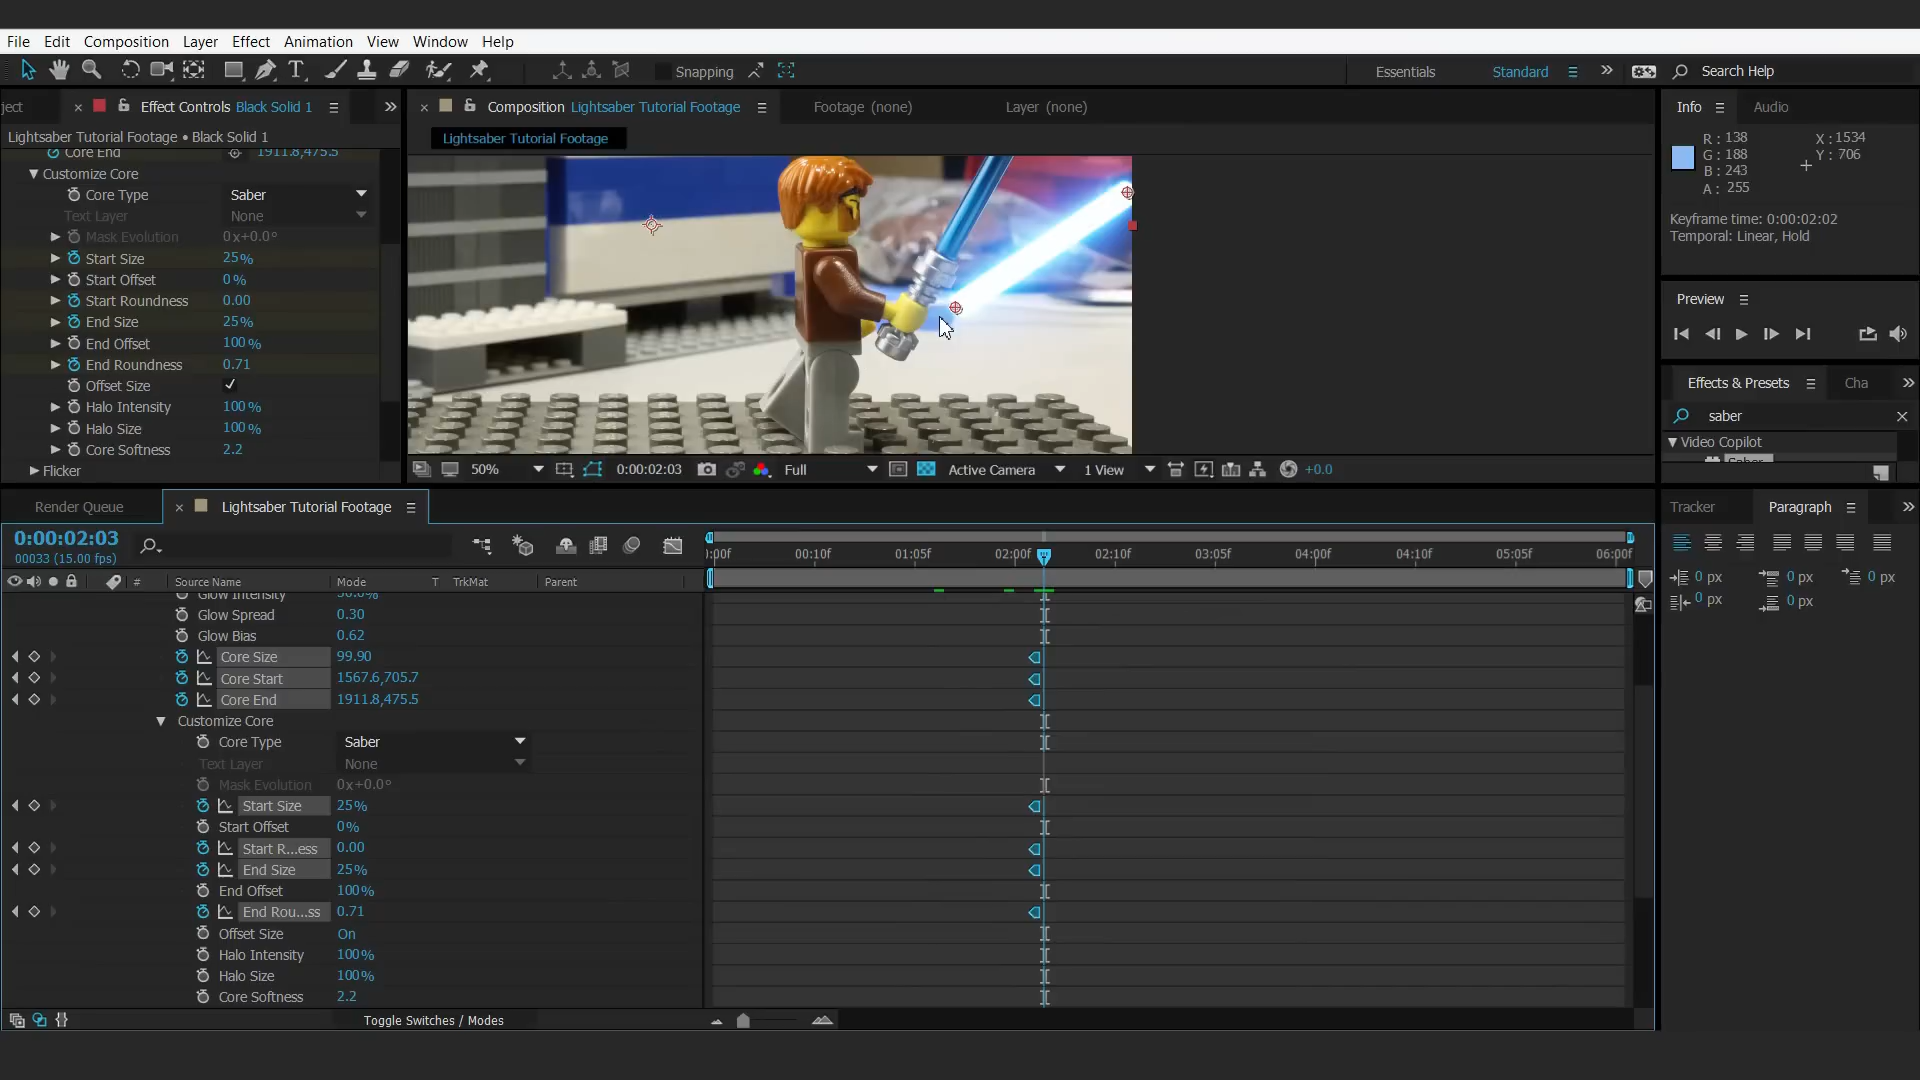 File Edit Composition Layer Effect Animation View Window Help
Snapping
Essentials Standard Search Help
ject Effect Controls Black Solid 1
Composition Lightsaber Tutorial Footage Footage (none) Layer (none)
Info Audio
Lightsaber Tutorial Footage • Black Solid 1
Lightsaber Tutorial Footage
R : 138 X : 1534
G : 188 Y : 706
B : 243
A : 255
Keyframe time: 0:00:02:02
Temporal: Linear, Hold
Core End 1911.8,475.5
Customize Core
Core Type Saber
Text Layer None
Mask Evolution 0x+0.0°
Start Size 25%
Start Offset 0%
Start Roundness 0.00
End Size 25%
End Offset 100%
End Roundness 0.71
Offset Size
Halo Intensity 100%
Halo Size 100%
Core Softness 2.2
Flicker
50% 0:00:02:03 Full Active Camera 1 View +0.0
Preview
Effects & Presets Cha
saber
Video Copilot
Saber
Render Queue Lightsaber Tutorial Footage
Tracker Paragraph
0:00:02:03
00033 (15.00 fps)
):00f 00:10f 01:05f 02:00f 02:10f 03:05f 04:00f 04:10f 05:05f 06:00f
# Source Name Mode T TrkMat Parent
0 px 0 px 0 px
0 px 0 px
Glow Intensity
Glow Spread 0.30
Glow Bias 0.62
Core Size 99.90
Core Start 1567.6,705.7
Core End 1911.8,475.5
Customize Core
Core Type Saber
Text Layer None
Mask Evolution 0x+0.0°
Start Size 25%
Start Offset 0%
Start R...ess 0.00
End Size 25%
End Offset 100%
End Rou...ss 0.71
Offset Size On
Halo Intensity 100%
Halo Size 100%
Core Softness 2.2
Toggle Switches / Modes